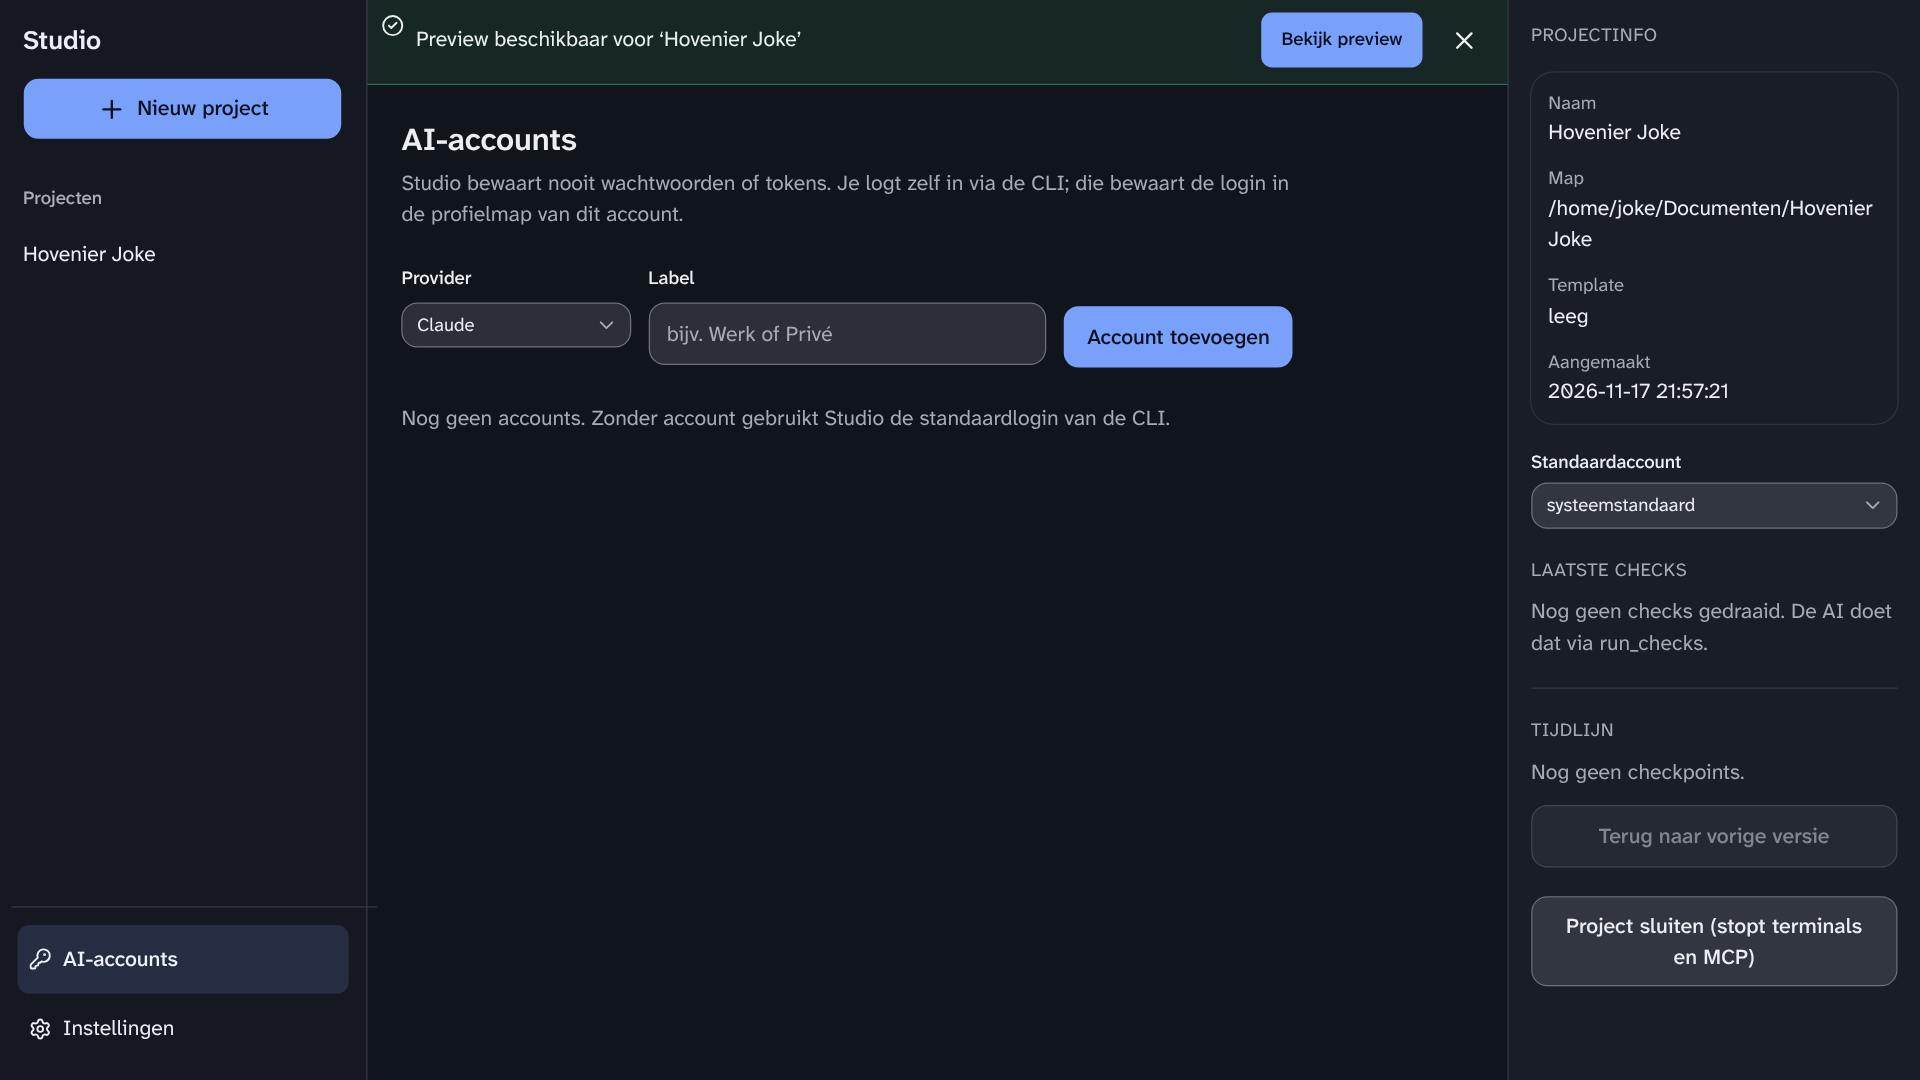 Studio
Nieuw project
Projecten
Hovenier Joke
AI-accounts
Instellingen
Preview beschikbaar voor ‘Hovenier Joke’
Bekijk preview
AI-accounts
Studio bewaart nooit wachtwoorden of tokens. Je logt zelf in via de CLI; die bewaart de login in
de profielmap van dit account.
Provider
Label
Claude
bijv. Werk of Privé
Account toevoegen
Nog geen accounts. Zonder account gebruikt Studio de standaardlogin van de CLI.
PROJECTINFO
Naam
Hovenier Joke
Map
/home/joke/Documenten/Hovenier
Joke
Template
leeg
Aangemaakt
2026-11-17 21:57:21
Standaardaccount
systeemstandaard
LAATSTE CHECKS
Nog geen checks gedraaid. De AI doet
dat via run_checks.
TIJDLIJN
Nog geen checkpoints.
Terug naar vorige versie
Project sluiten (stopt terminals
en MCP)